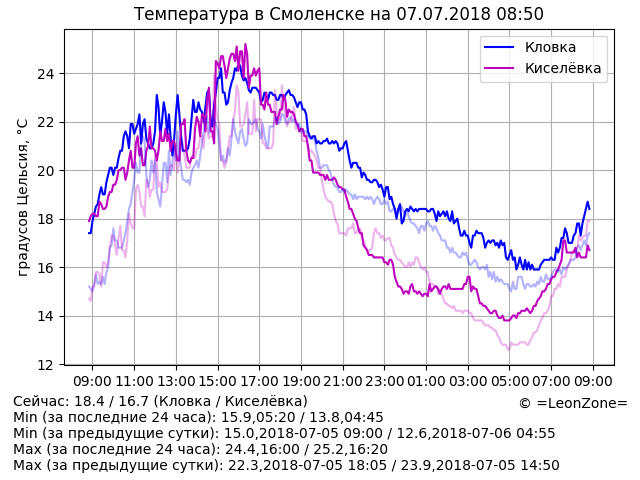 Температура в Смоленске на 07.07.2018 08:50
Кловка
Киселёвка
градусов Цельсия, °C
24
22
20
18
16
14
12
09:00 11:00 13:00 15:00 17:00 19:00 21:00 23:00 01:00 03:00 05:00 07:00 09:00
Сейчас: 18.4 / 16.7 (Кловка / Киселёвка)
© =LeonZone=
Min (за последние 24 часа): 15.9,05:20 / 13.8,04:45
Min (за предыдущие сутки): 15.0,2018-07-05 09:00 / 12.6,2018-07-06 04:55
Max (за последние 24 часа): 24.4,16:00 / 25.2,16:20
Max (за предыдущие сутки): 22.3,2018-07-05 18:05 / 23.9,2018-07-05 14:50